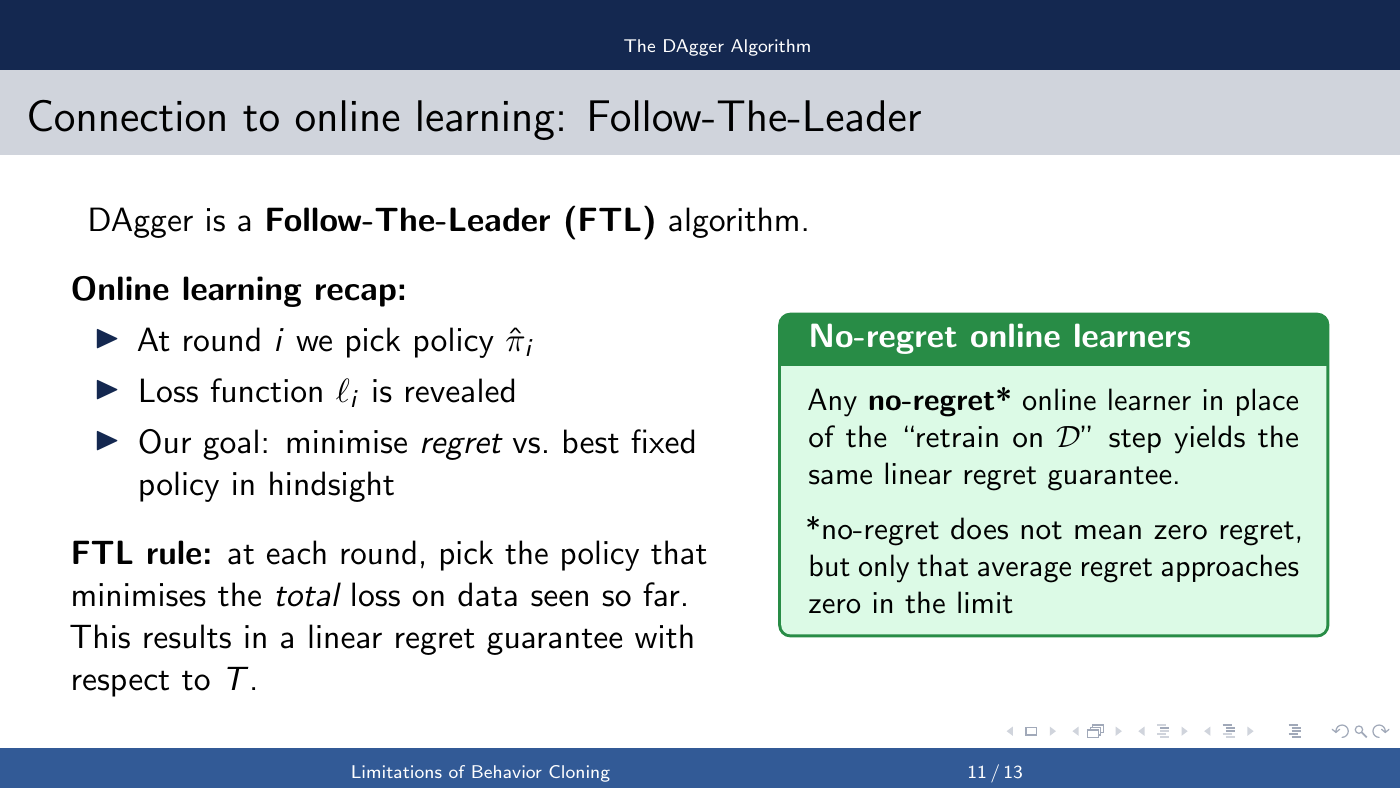 The DAgger Algorithm
Connection to online learning: Follow-The-Leader
DAgger is a Follow-The-Leader (FTL) algorithm.
Online learning recap:
▶ At round i we pick policy π̂ᵢ
▶ Loss function ℓᵢ is revealed
▶ Our goal: minimise regret vs. best fixed
policy in hindsight
FTL rule: at each round, pick the policy that
minimises the total loss on data seen so far.
This results in a linear regret guarantee with
respect to T.
No-regret online learners
Any no-regret* online learner in place
of the “retrain on 𝒟” step yields the
same linear regret guarantee.
*no-regret does not mean zero regret,
but only that average regret approaches
zero in the limit
Limitations of Behavior Cloning
11 / 13